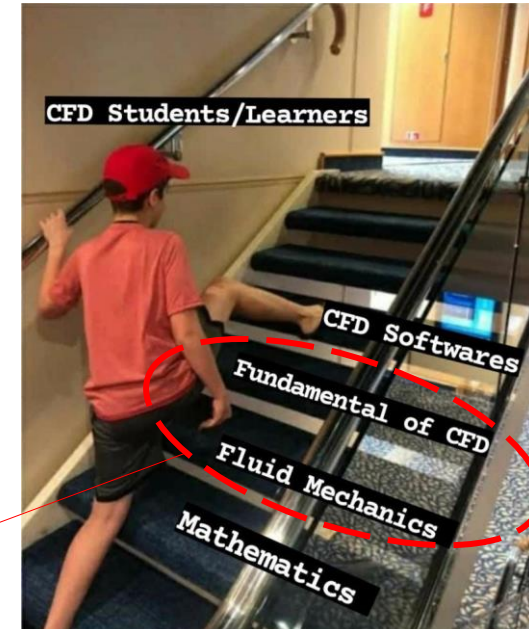 CFD Students/Learners
CFD Softwares
Fundamental of CFD
Fluid Mechanics
Mathematics